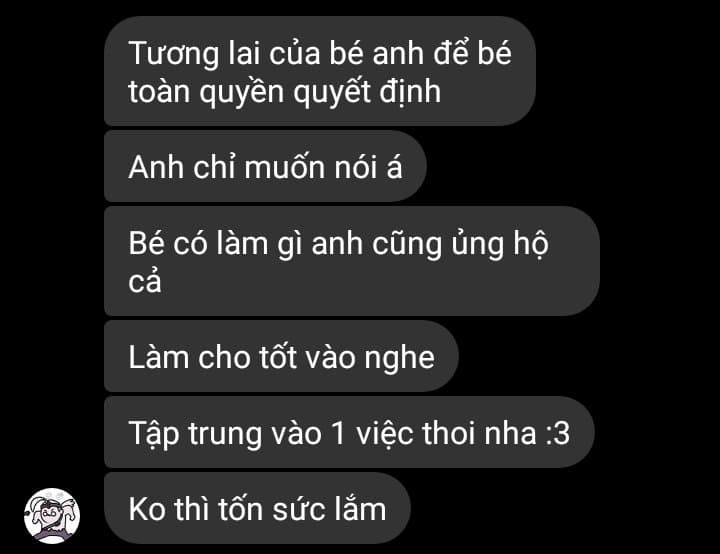 Tương lai của bé anh để bé
toàn quyền quyết định
Anh chỉ muốn nói á
Bé có làm gì anh cũng ủng hộ
cả
Làm cho tốt vào nghe
Tập trung vào 1 việc thoi nha :3
Ko thì tốn sức lắm